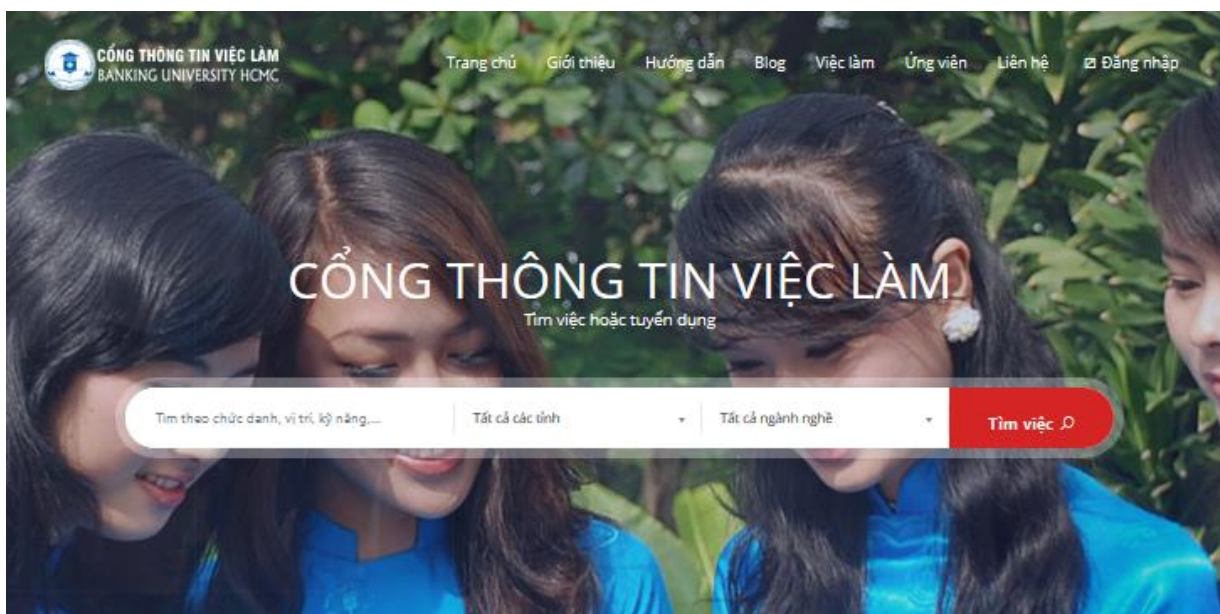 CỔNG THÔNG TIN VIỆC LÀM
BANKING UNIVERSITY HCMC
Trang chủ Giới thiệu Hướng dẫn Blog Việc làm Ứng viên Liên hệ Đăng nhập
CỔNG THÔNG TIN VIỆC LÀM
Tìm việc hoặc tuyển dụng
Tìm theo chức danh, vị trí, kỹ năng,... Tất cả các tỉnh Tất cả ngành nghề Tìm việc